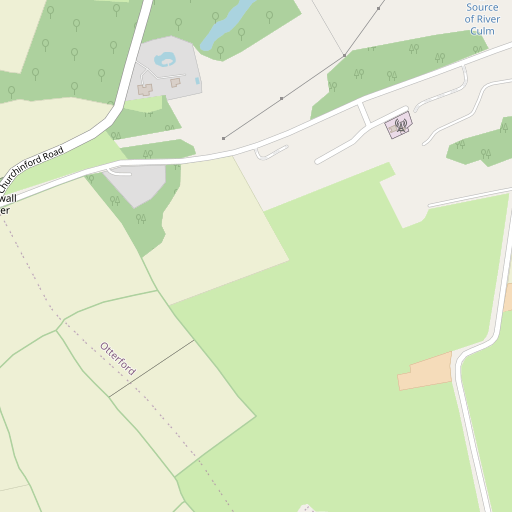 Source
of River
Culm
Churchinford Road
wall
er
Otterford